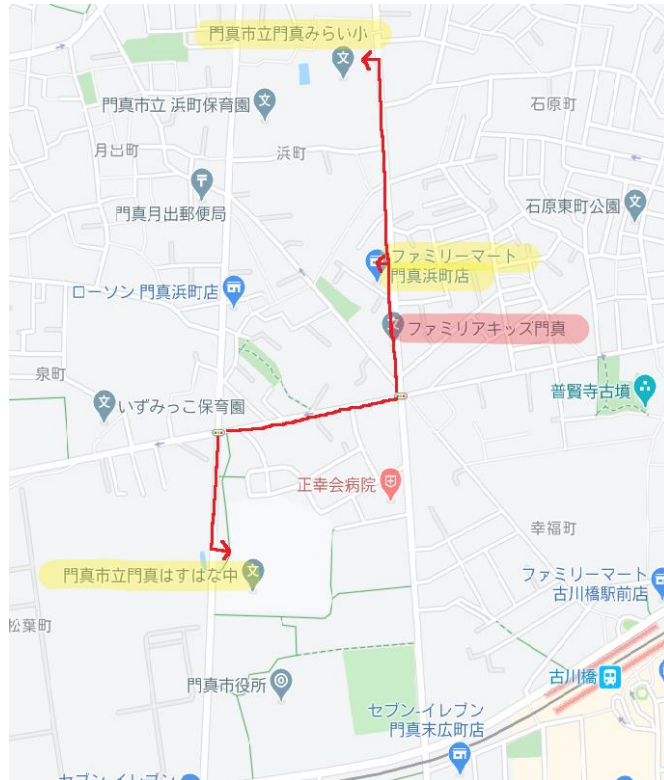 門真市立門真みらい小
門真市立 浜町保育園
石原町
月出町
浜町
門真月出郵便局
石原東町公園
ファミリーマート
門真浜町店
ローソン 門真浜町店
ファミリアキッズ門真
泉町
いずみっこ保育園
普賢寺古墳
正幸会病院
幸福町
門真市立門真はすはな中
ファミリーマート
古川橋駅前店
松葉町
門真市役所
古川橋
セブン-イレブン
門真末広町店
セブン-イレブン